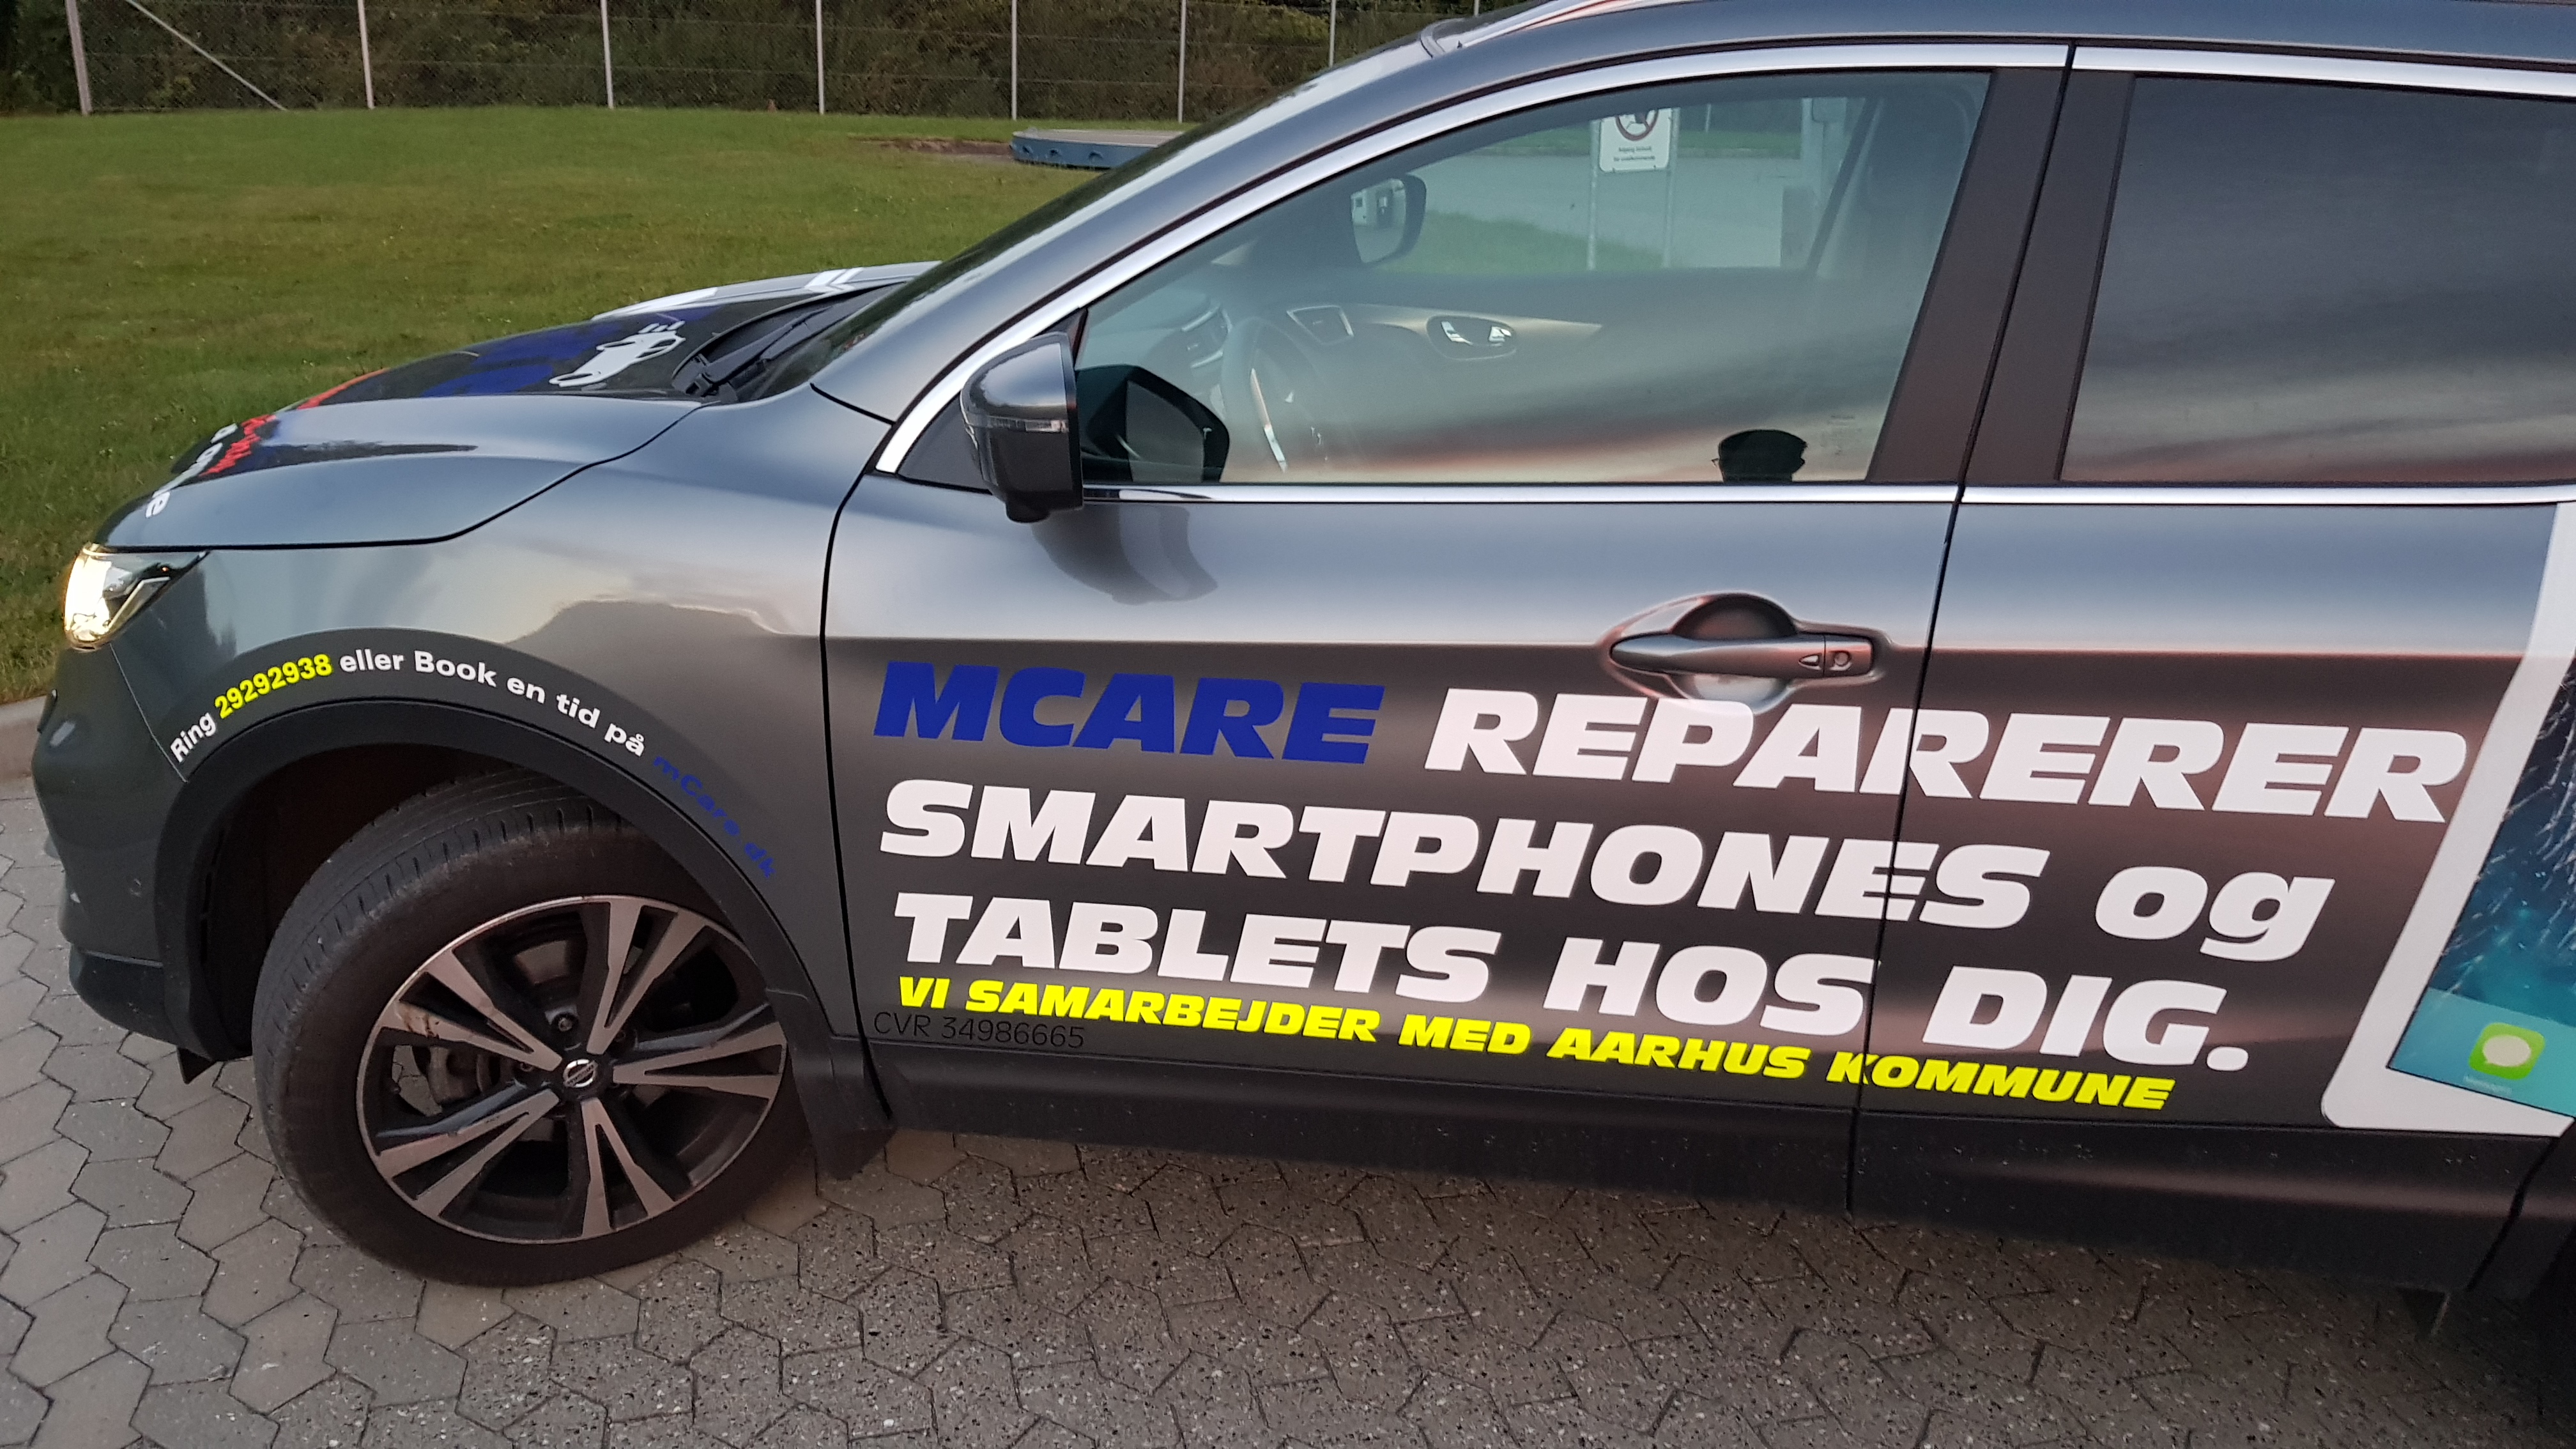 Ring 29292938 eller Book en tid på mCare.dk
MCARE REPARERER
SMARTPHONES og
TABLETS HOS DIG.
VI SAMARBEJDER MED AARHUS KOMMUNE
CVR 34986665